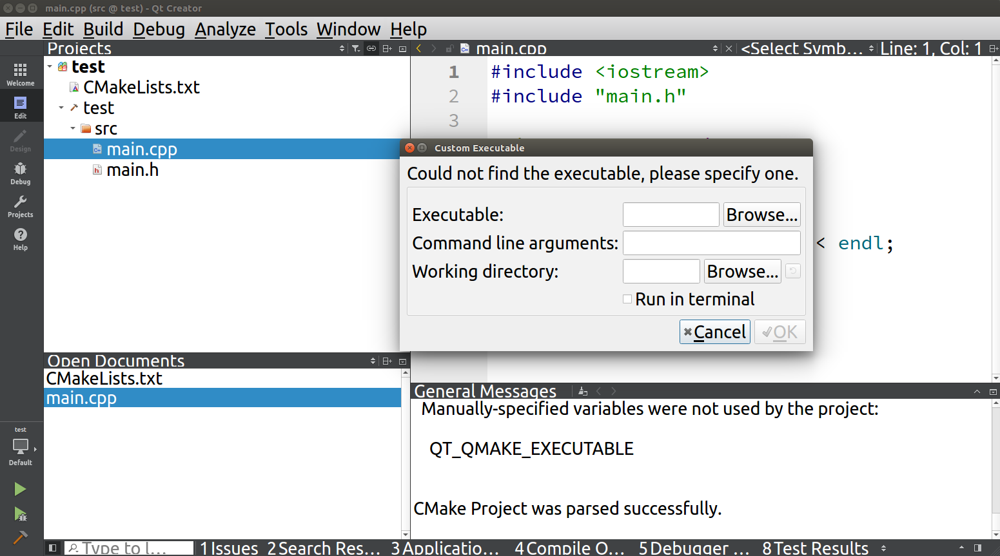 main.cpp (src @ test) - Qt Creator
File Edit Build Debug Analyze Tools Window Help
Projects
main.cpp
<Select Symb... Line: 1, Col: 1
Welcome
Edit
Design
Debug
Projects
Help
test
CMakeLists.txt
test
src
main.cpp
main.h
1 #include <iostream>
2 #include "main.h"
3
< endl;
Custom Executable
Could not find the executable, please specify one.
Executable: Browse...
Command line arguments:
Working directory: Browse...
Run in terminal
Cancel OK
Open Documents
CMakeLists.txt
main.cpp
General Messages
Manually-specified variables were not used by the project:
QT_QMAKE_EXECUTABLE
CMake Project was parsed successfully.
test
Default
Type to l...
1 Issues 2 Search Res... 3 Applicatio... 4 Compile O... 5 Debugger ... 8 Test Results